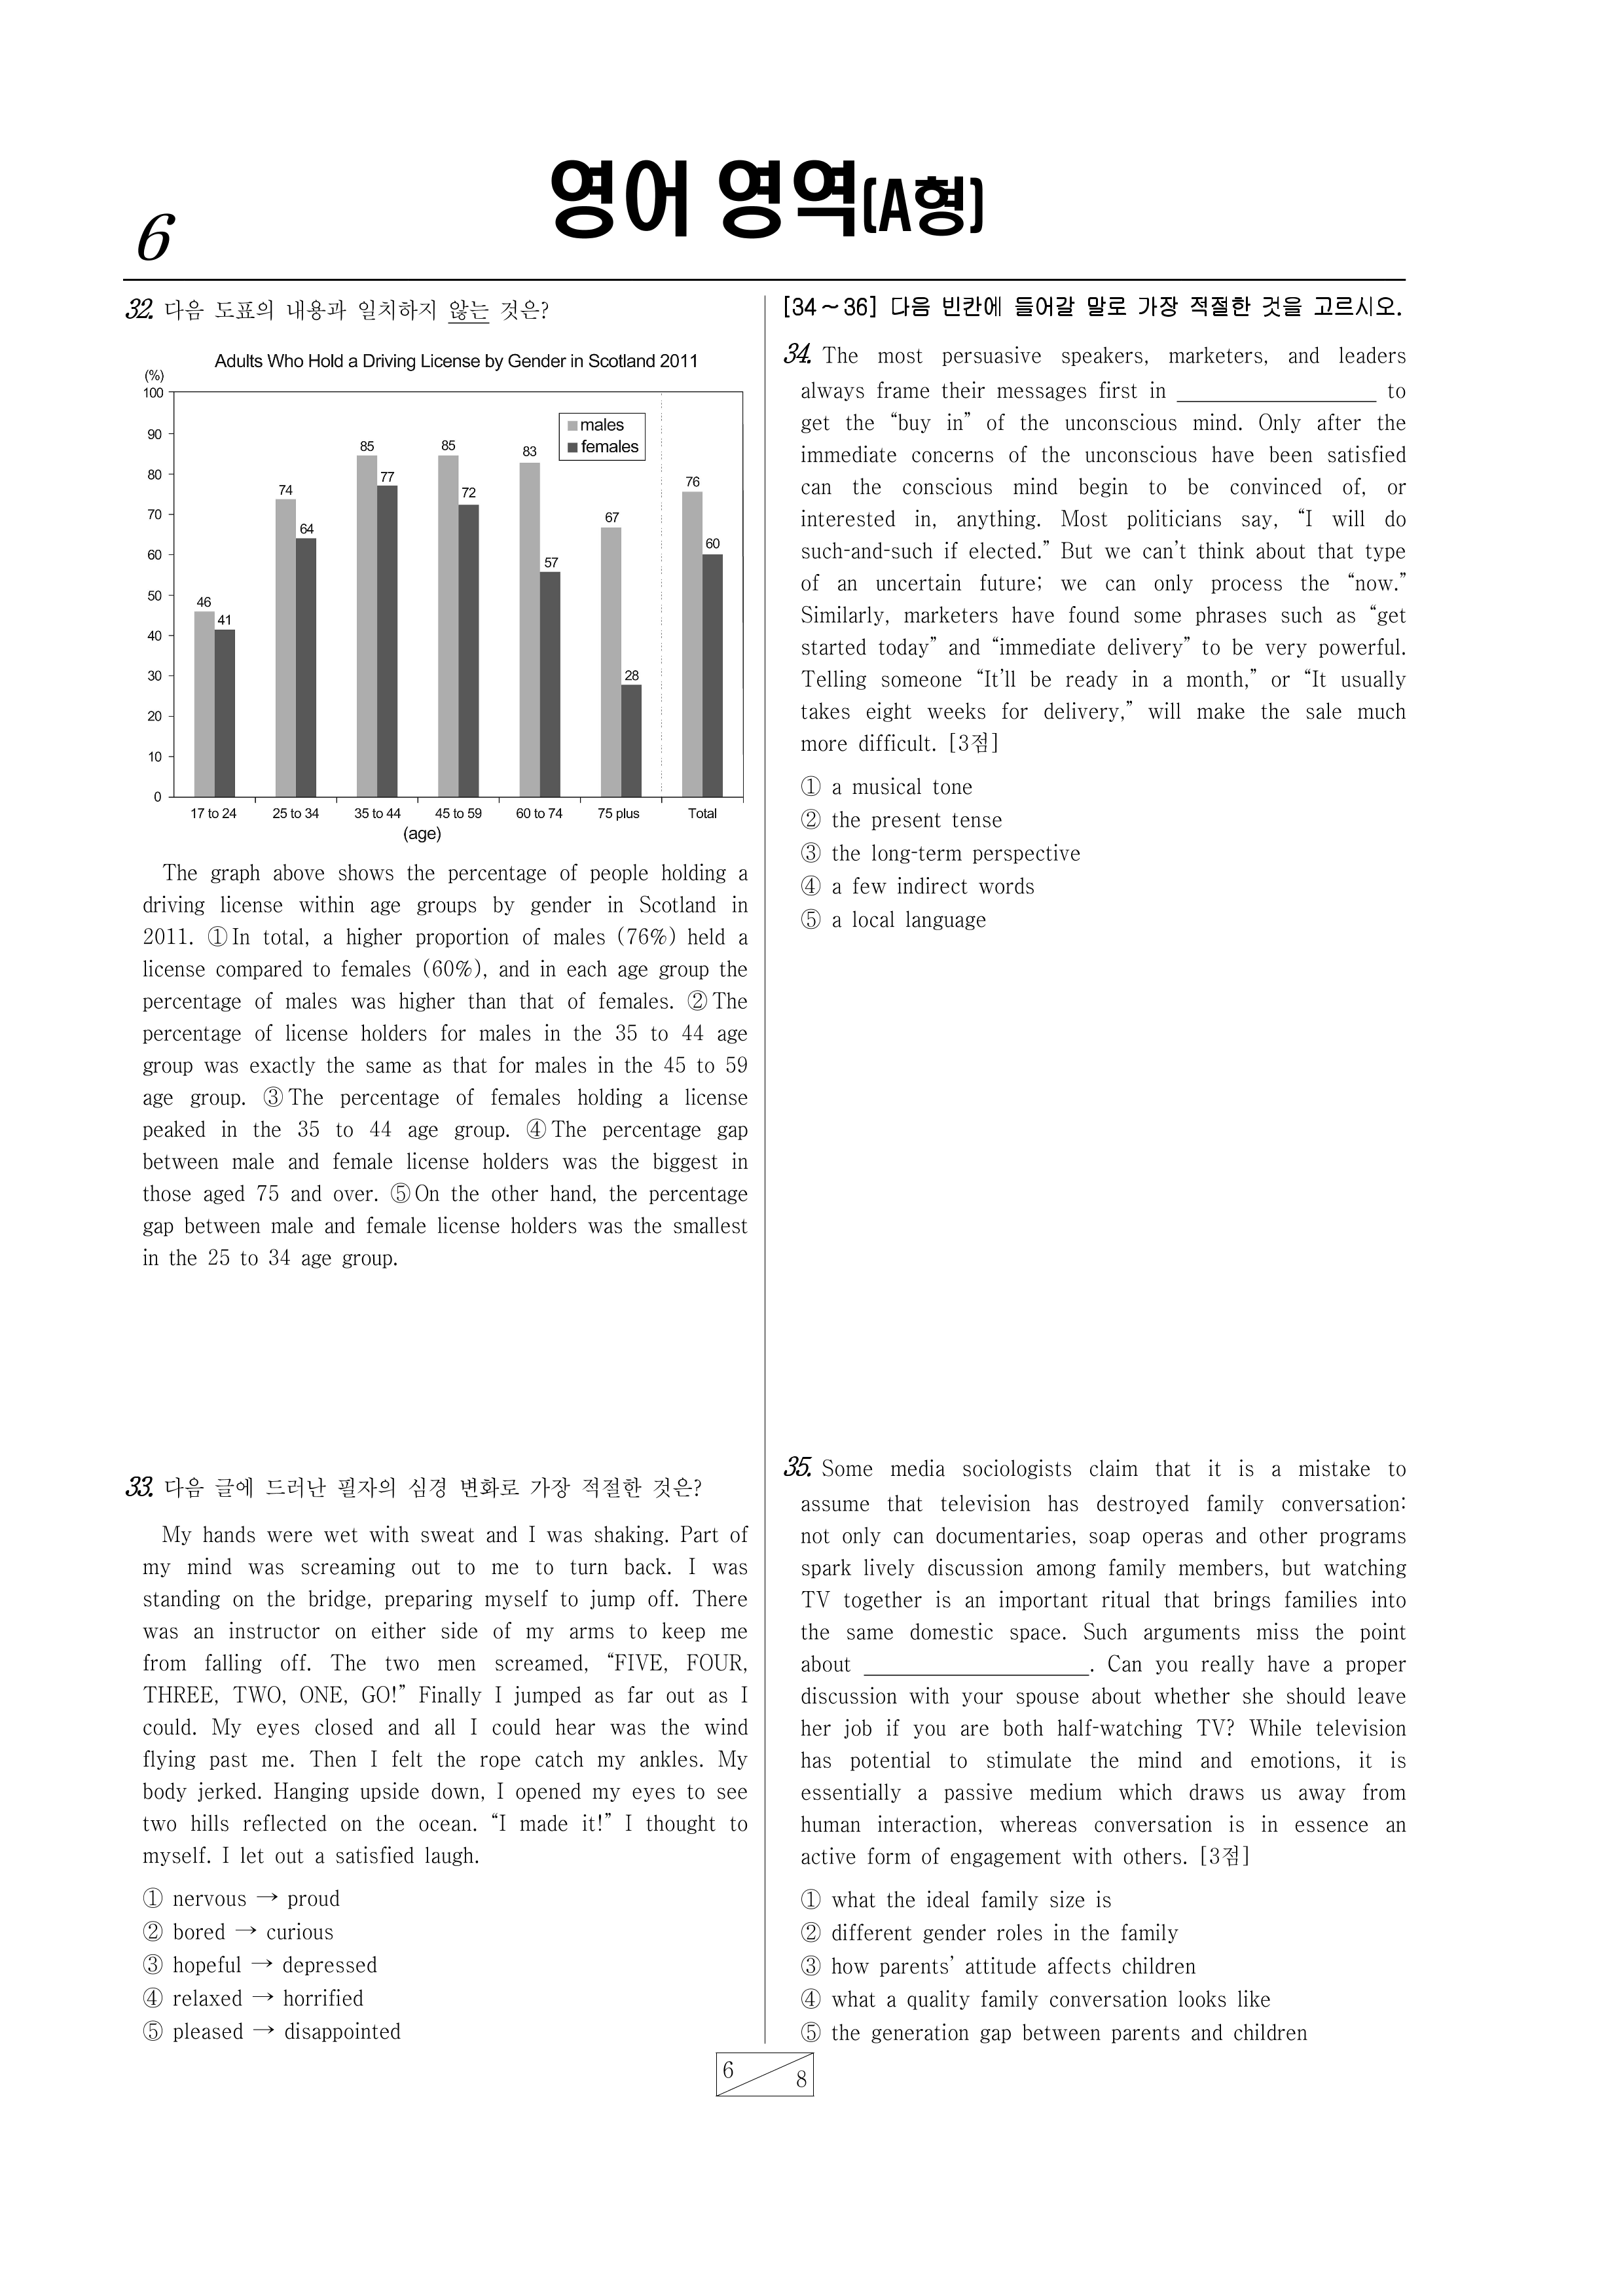 영어 영역(A형)
6
32. 다음 도표의 내용과 일치하지 않는 것은?
Adults Who Hold a Driving License by Gender in Scotland 2011
(%)
100
90
80
70
60
50
40
30
20
10
0
males
females
46
41
74
64
85
77
85
72
83
57
67
28
76
60
17 to 24
25 to 34
35 to 44
45 to 59
60 to 74
75 plus
Total
(age)
The graph above shows the percentage of people holding a
driving license within age groups by gender in Scotland in
2011. ①In total, a higher proportion of males (76%) held a
license compared to females (60%), and in each age group the
percentage of males was higher than that of females. ②The
percentage of license holders for males in the 35 to 44 age
group was exactly the same as that for males in the 45 to 59
age group. ③The percentage of females holding a license
peaked in the 35 to 44 age group. ④The percentage gap
between male and female license holders was the biggest in
those aged 75 and over. ⑤On the other hand, the percentage
gap between male and female license holders was the smallest
in the 25 to 34 age group.
33. 다음 글에 드러난 필자의 심경 변화로 가장 적절한 것은?
My hands were wet with sweat and I was shaking. Part of
my mind was screaming out to me to turn back. I was
standing on the bridge, preparing myself to jump off. There
was an instructor on either side of my arms to keep me
from falling off. The two men screamed, “FIVE, FOUR,
THREE, TWO, ONE, GO!” Finally I jumped as far out as I
could. My eyes closed and all I could hear was the wind
flying past me. Then I felt the rope catch my ankles. My
body jerked. Hanging upside down, I opened my eyes to see
two hills reflected on the ocean. “I made it!” I thought to
myself. I let out a satisfied laugh.
① nervous → proud
② bored → curious
③ hopeful → depressed
④ relaxed → horrified
⑤ pleased → disappointed
[34～36] 다음 빈칸에 들어갈 말로 가장 적절한 것을 고르시오.
34. The most persuasive speakers, marketers, and leaders
always frame their messages first in ________________ to
get the “buy in” of the unconscious mind. Only after the
immediate concerns of the unconscious have been satisfied
can the conscious mind begin to be convinced of, or
interested in, anything. Most politicians say, “I will do
such-and-such if elected.” But we can’t think about that type
of an uncertain future; we can only process the “now.”
Similarly, marketers have found some phrases such as “get
started today” and “immediate delivery” to be very powerful.
Telling someone “It’ll be ready in a month,” or “It usually
takes eight weeks for delivery,” will make the sale much
more difficult. [3점]
① a musical tone
② the present tense
③ the long-term perspective
④ a few indirect words
⑤ a local language
35. Some media sociologists claim that it is a mistake to
assume that television has destroyed family conversation:
not only can documentaries, soap operas and other programs
spark lively discussion among family members, but watching
TV together is an important ritual that brings families into
the same domestic space. Such arguments miss the point
about __________________. Can you really have a proper
discussion with your spouse about whether she should leave
her job if you are both half-watching TV? While television
has potential to stimulate the mind and emotions, it is
essentially a passive medium which draws us away from
human interaction, whereas conversation is in essence an
active form of engagement with others. [3점]
① what the ideal family size is
② different gender roles in the family
③ how parents’ attitude affects children
④ what a quality family conversation looks like
⑤ the generation gap between parents and children
6
8